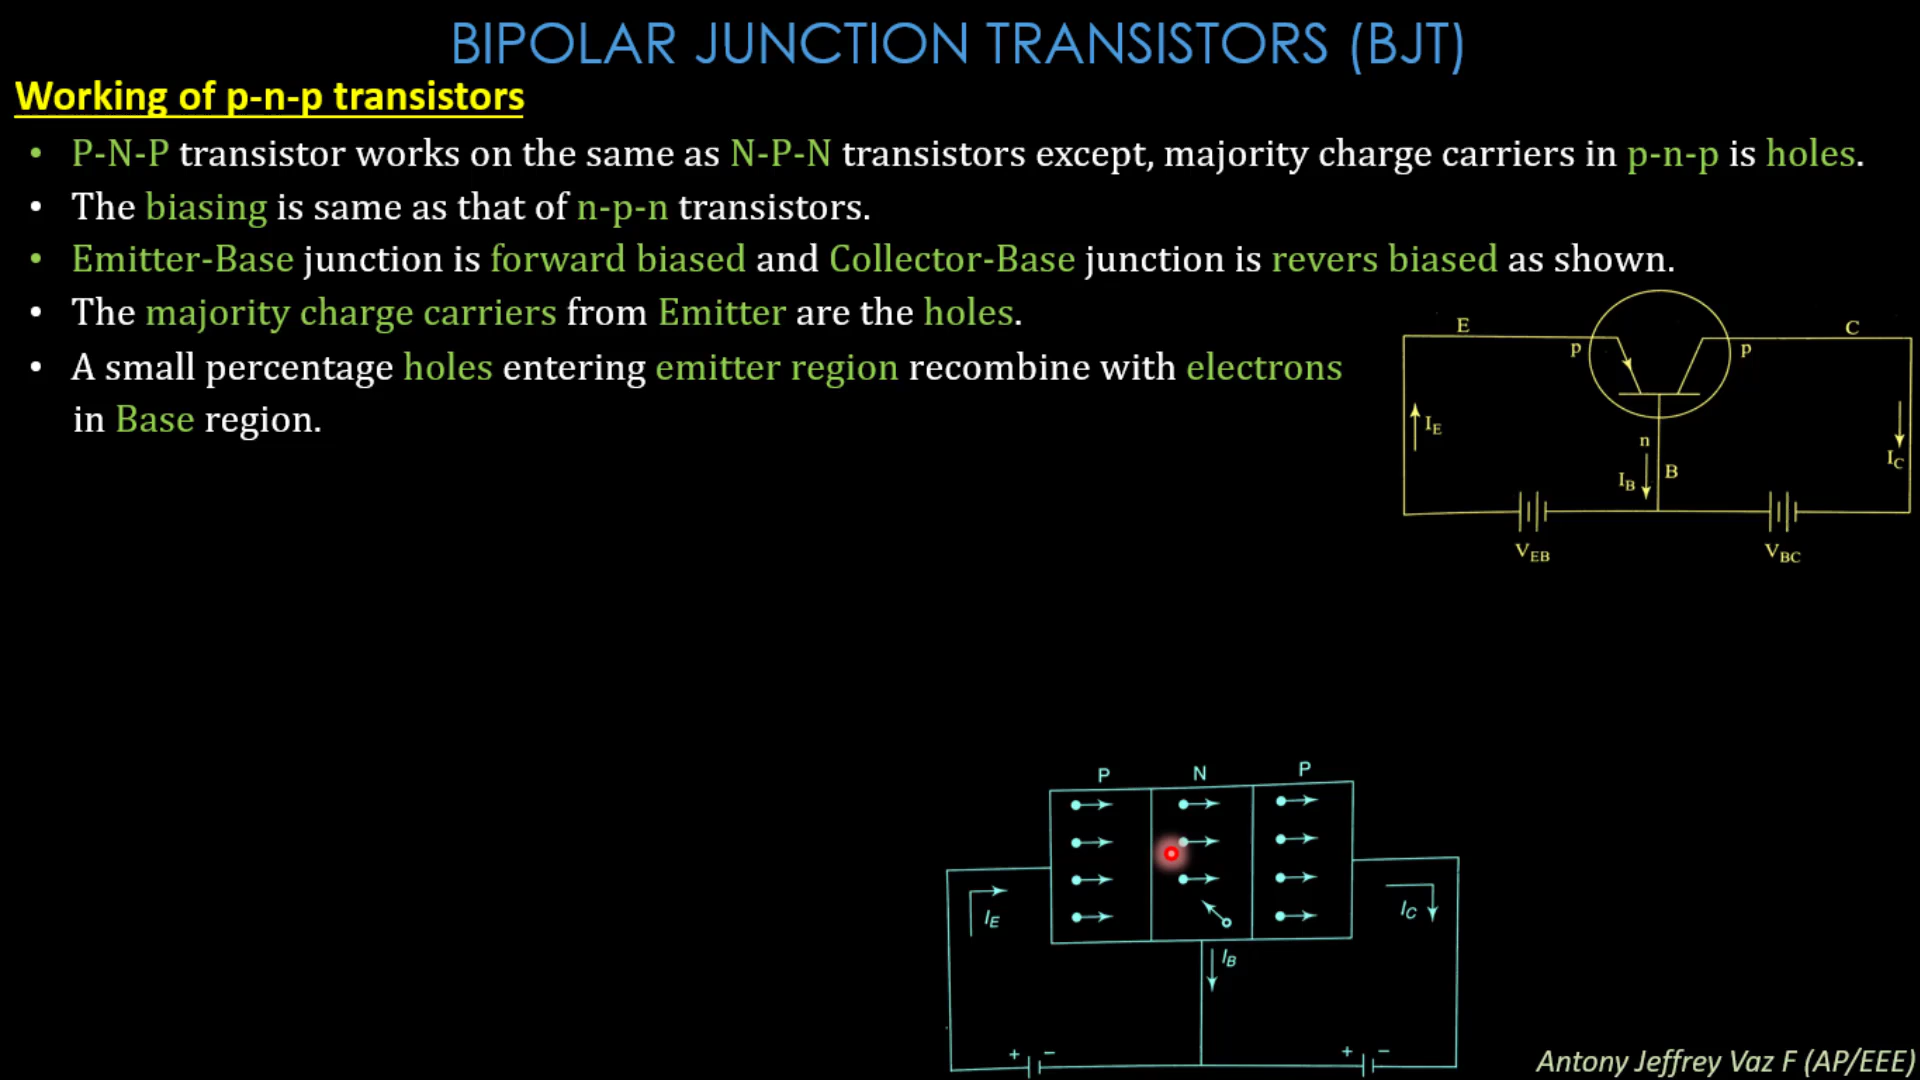 BIPOLAR JUNCTION TRANSISTORS (BJT)
Working of p-n-p transistors
• P-N-P transistor works on the same as N-P-N transistors except, majority charge carriers in p-n-p is holes.
• The biasing is same as that of n-p-n transistors.
• Emitter-Base junction is forward biased and Collector-Base junction is revers biased as shown.
• The majority charge carriers from Emitter are the holes.
• A small percentage holes entering emitter region recombine with electrons
in Base region.
E C
p p
IE
n
IB B IC
VEB VBC
P N P
IE IC
IB
+ − + −
Antony Jeffrey Vaz F (AP/EEE)